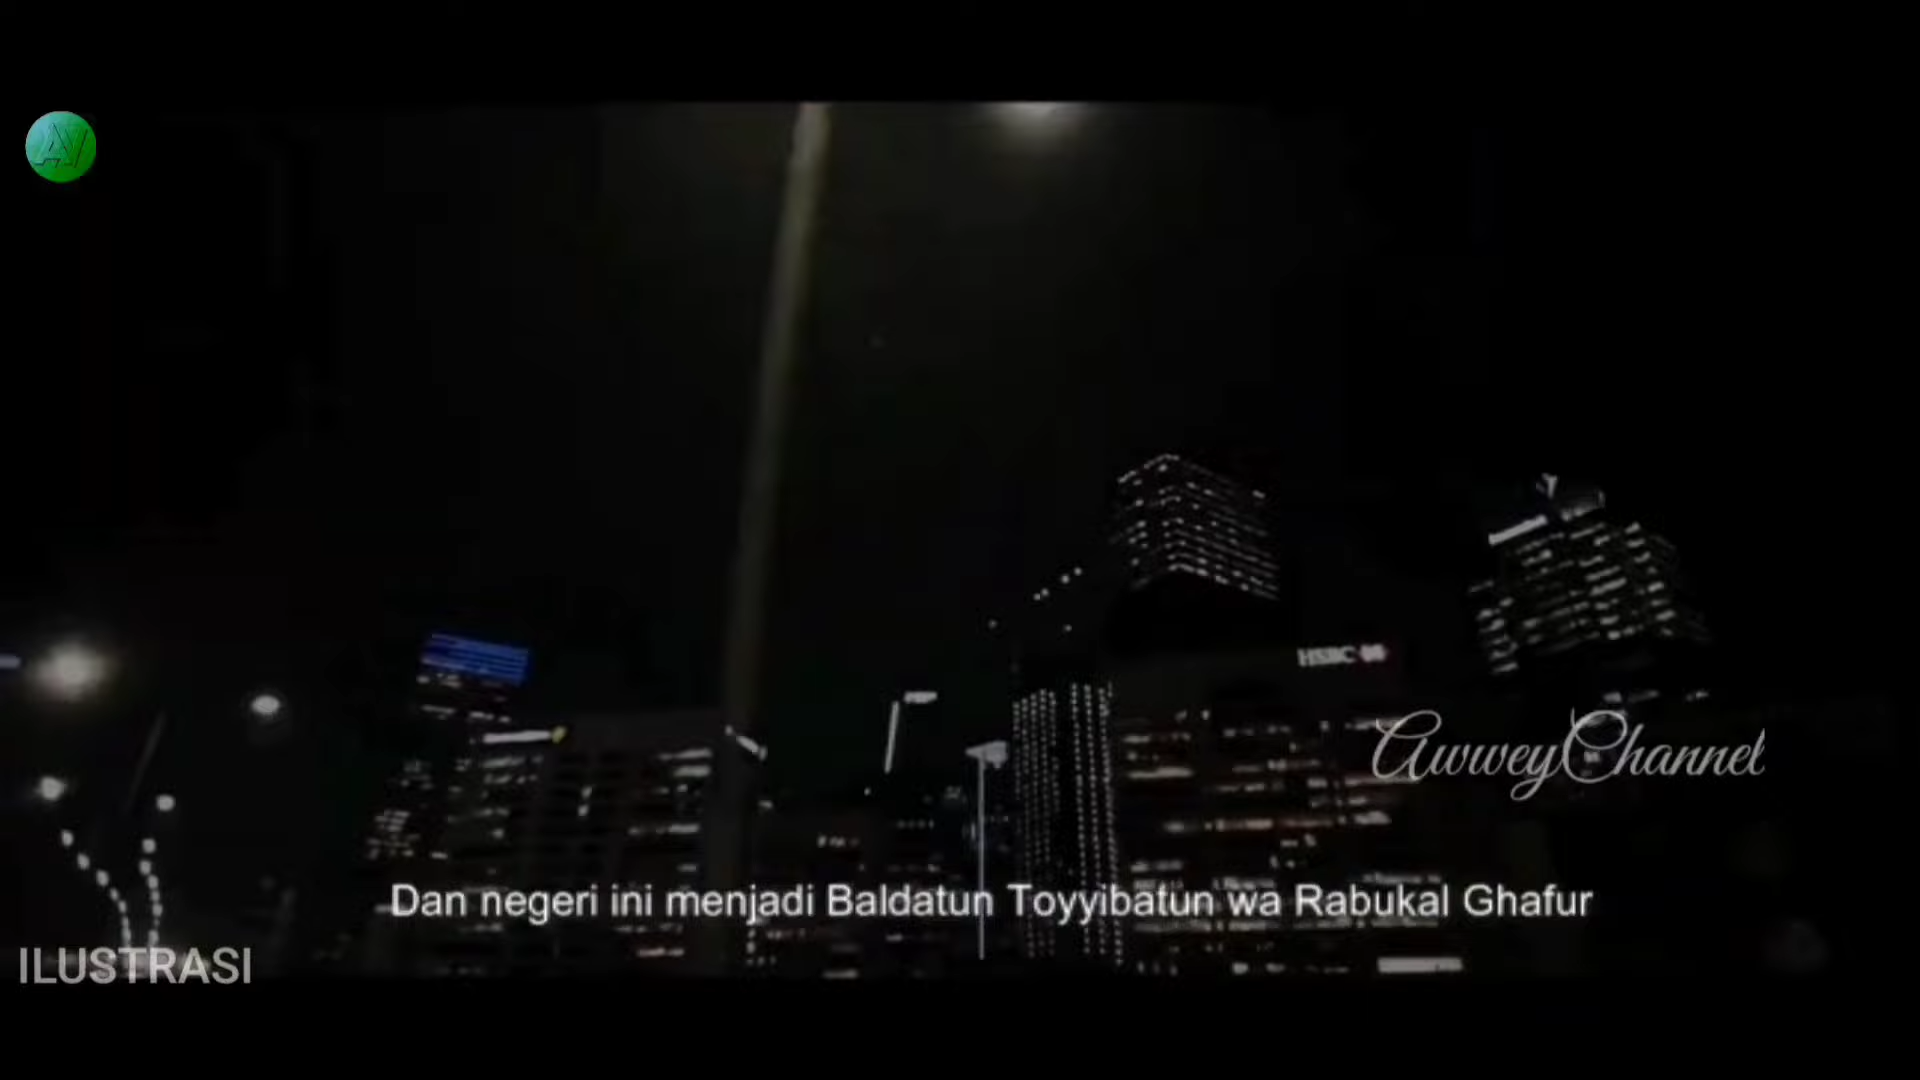 HSBC
AwweyChannel
Dan negeri ini menjadi Baldatun Toyyibatun wa Rabukal Ghafur
ILUSTRASI